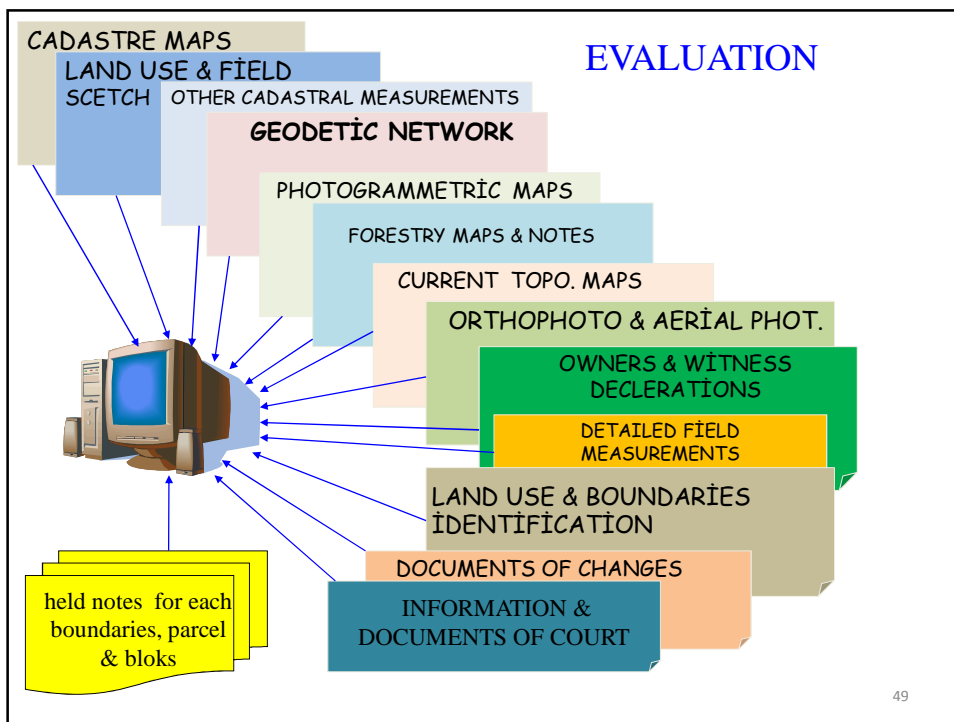 EVALUATION
CADASTRE MAPS
LAND USE & FİELD
SCETCH
OTHER CADASTRAL MEASUREMENTS
GEODETİC NETWORK
PHOTOGRAMMETRİC MAPS
FORESTRY MAPS & NOTES
CURRENT TOPO. MAPS
ORTHOPHOTO & AERİAL PHOT.
OWNERS & WİTNESS
DECLERATİONS
DETAILED FİELD
MEASUREMENTS
LAND USE & BOUNDARİES
İDENTİFİCATİON
DOCUMENTS OF CHANGES
INFORMATION &
DOCUMENTS OF COURT
held notes for each
boundaries, parcel
& bloks
49